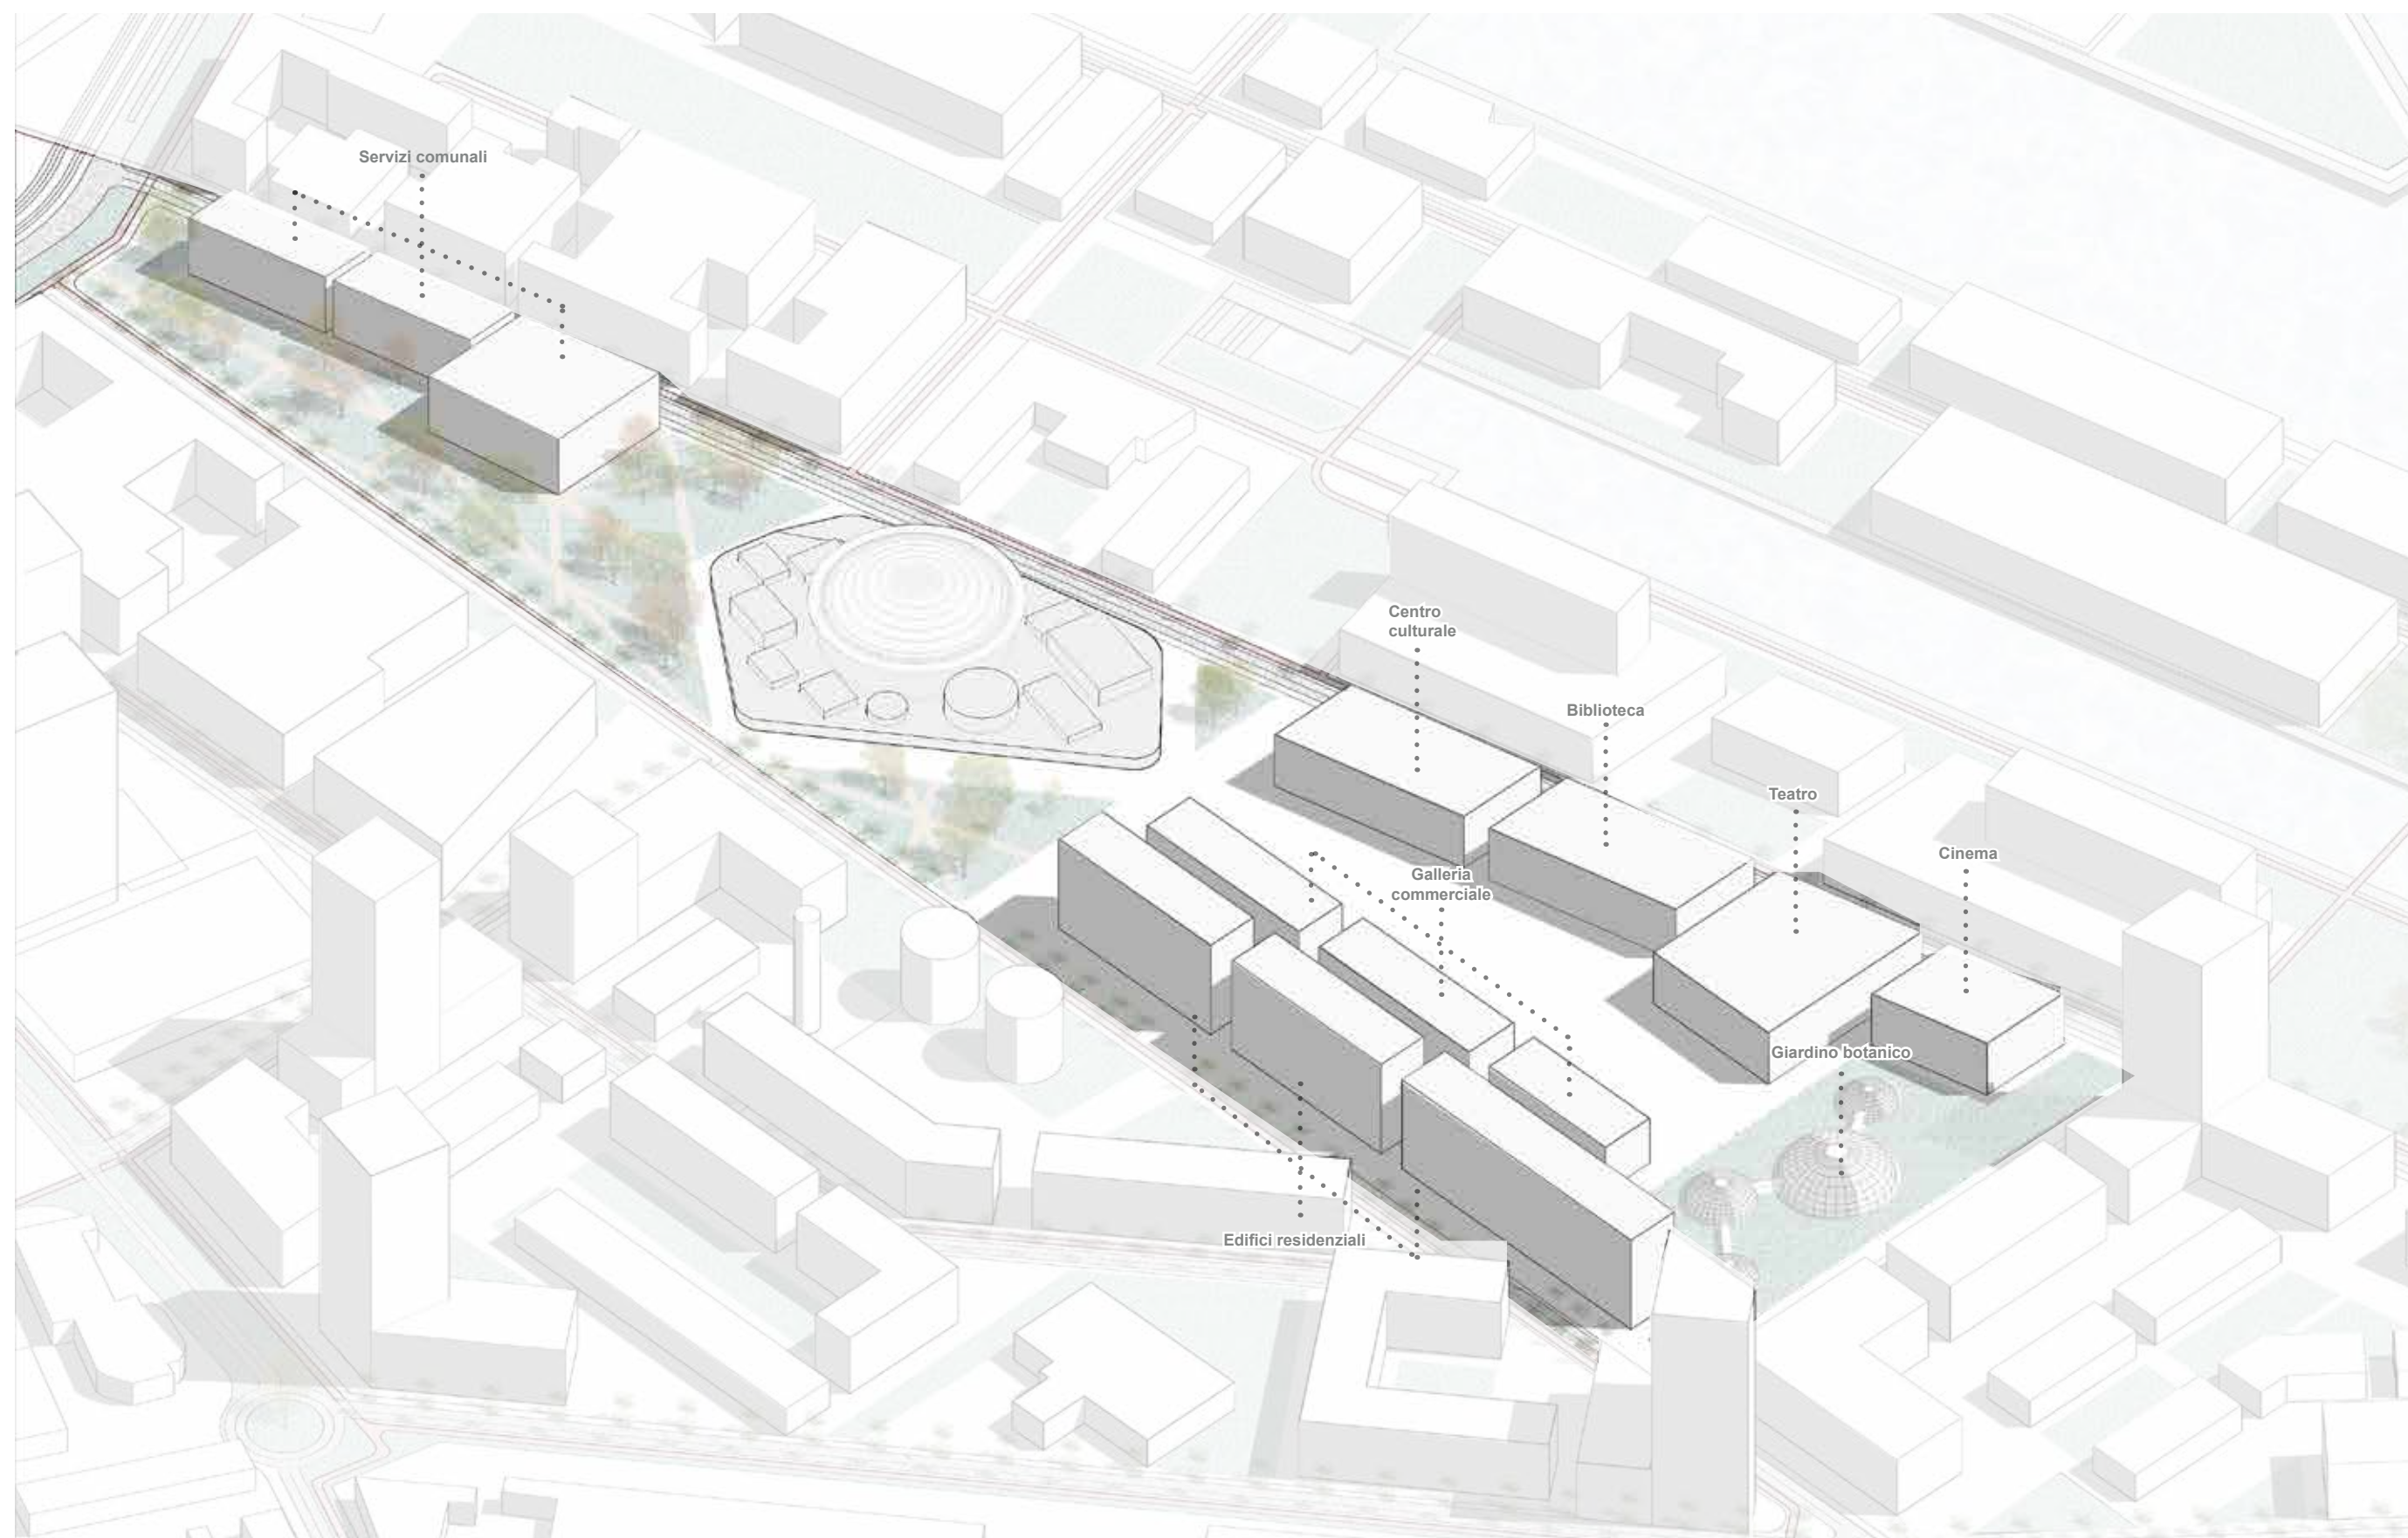 Servizi comunali
Centro
culturale
Biblioteca
Teatro
Cinema
Galleria
commerciale
Giardino botanico
Edifici residenziali